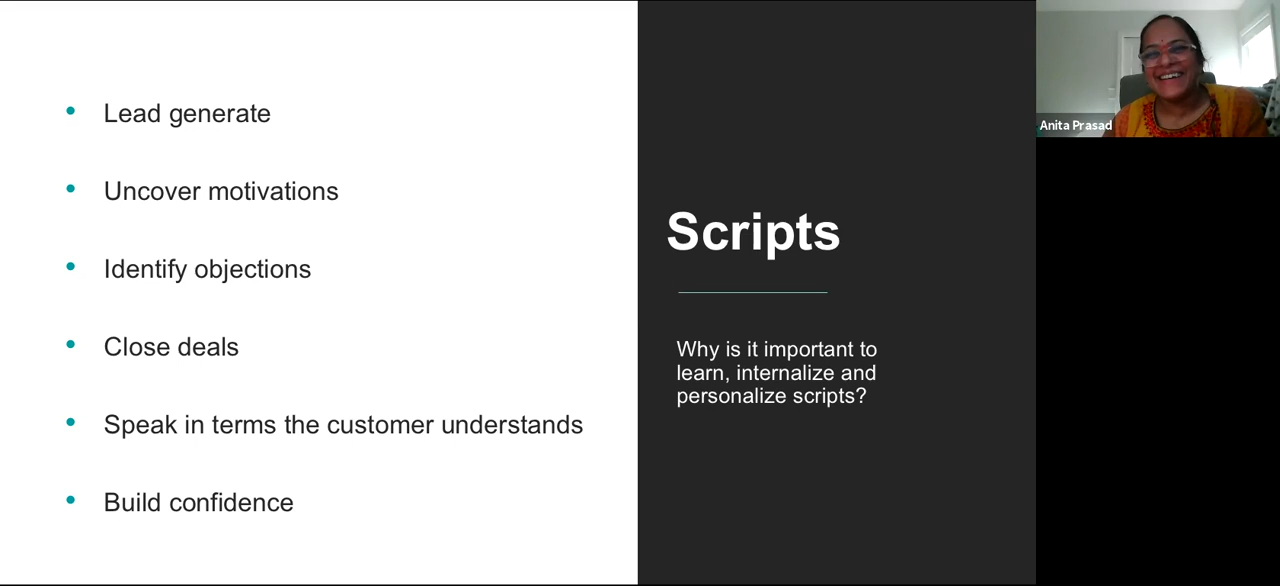 Lead generate
Uncover motivations
Identify objections
Close deals
Speak in terms the customer understands
Build confidence
Scripts
Why is it important to
learn, internalize and
personalize scripts?
Anita Prasad